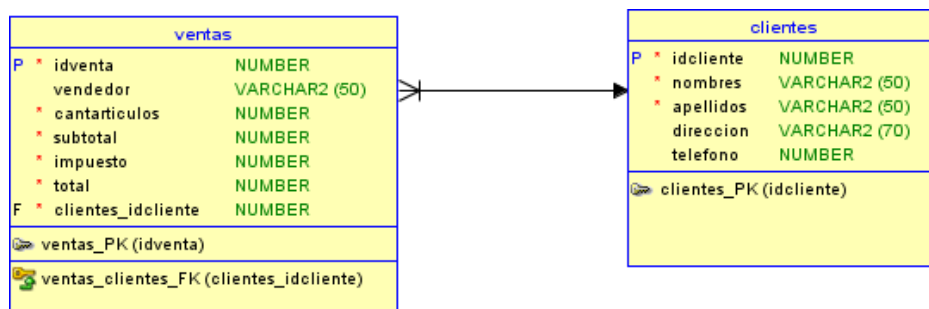 ventas
P * idventa NUMBER
vendedor VARCHAR2 (50)
* cantarticulos NUMBER
* subtotal NUMBER
* impuesto NUMBER
* total NUMBER
F * clientes_idcliente NUMBER
ventas_PK (idventa)
ventas_clientes_FK (clientes_idcliente)
clientes
P * idcliente NUMBER
* nombres VARCHAR2 (50)
* apellidos VARCHAR2 (50)
direccion VARCHAR2 (70)
telefono NUMBER
clientes_PK (idcliente)